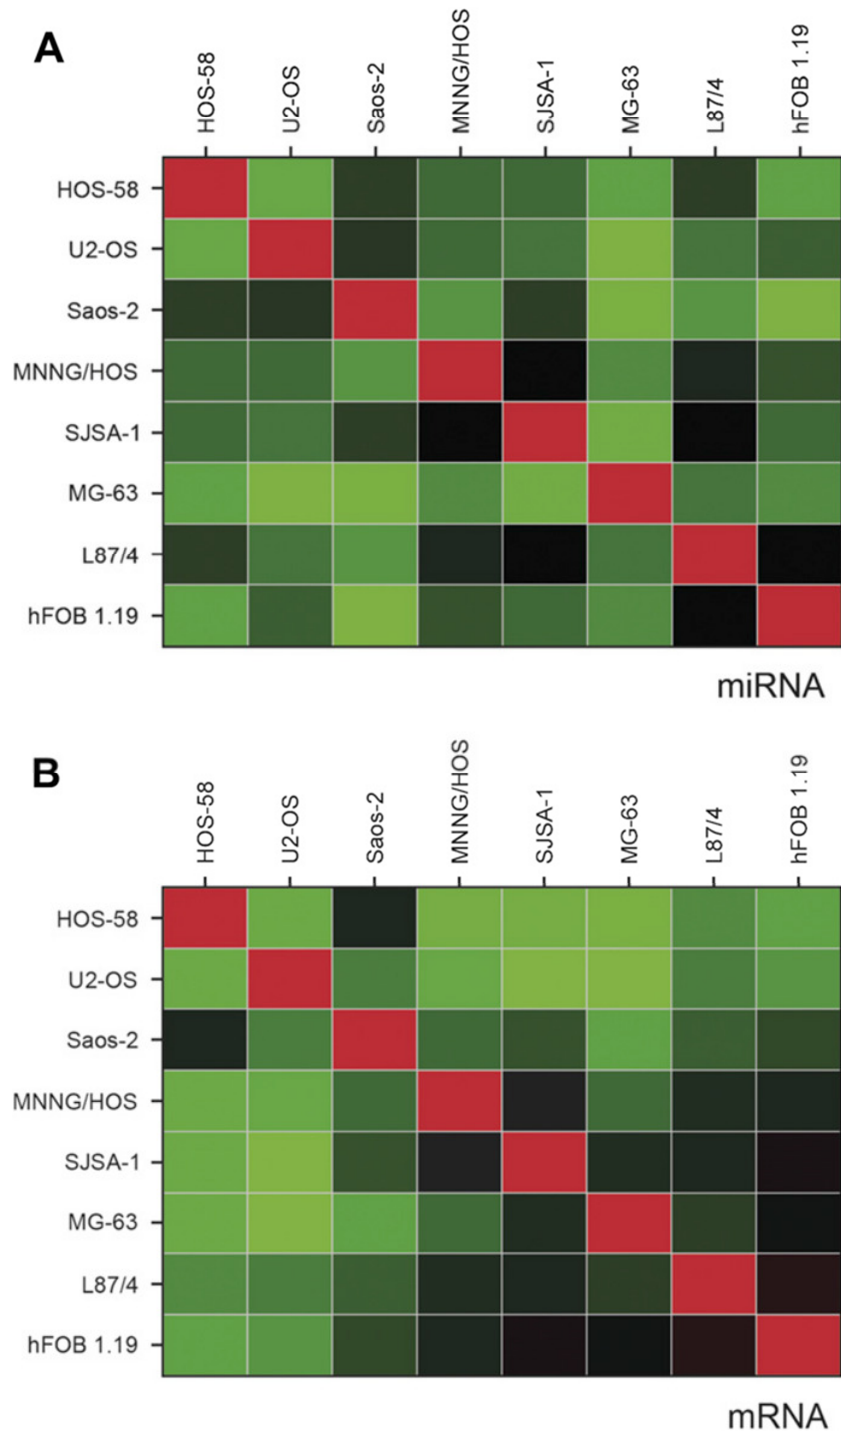 A
HOS-58 U2-OS Saos-2 MNNG/HOS SJSA-1 MG-63 L87/4 hFOB 1.19
HOS-58
U2-OS
Saos-2
MNNG/HOS
SJSA-1
MG-63
L87/4
hFOB 1.19
miRNA
B
HOS-58 U2-OS Saos-2 MNNG/HOS SJSA-1 MG-63 L87/4 hFOB 1.19
HOS-58
U2-OS
Saos-2
MNNG/HOS
SJSA-1
MG-63
L87/4
hFOB 1.19
mRNA